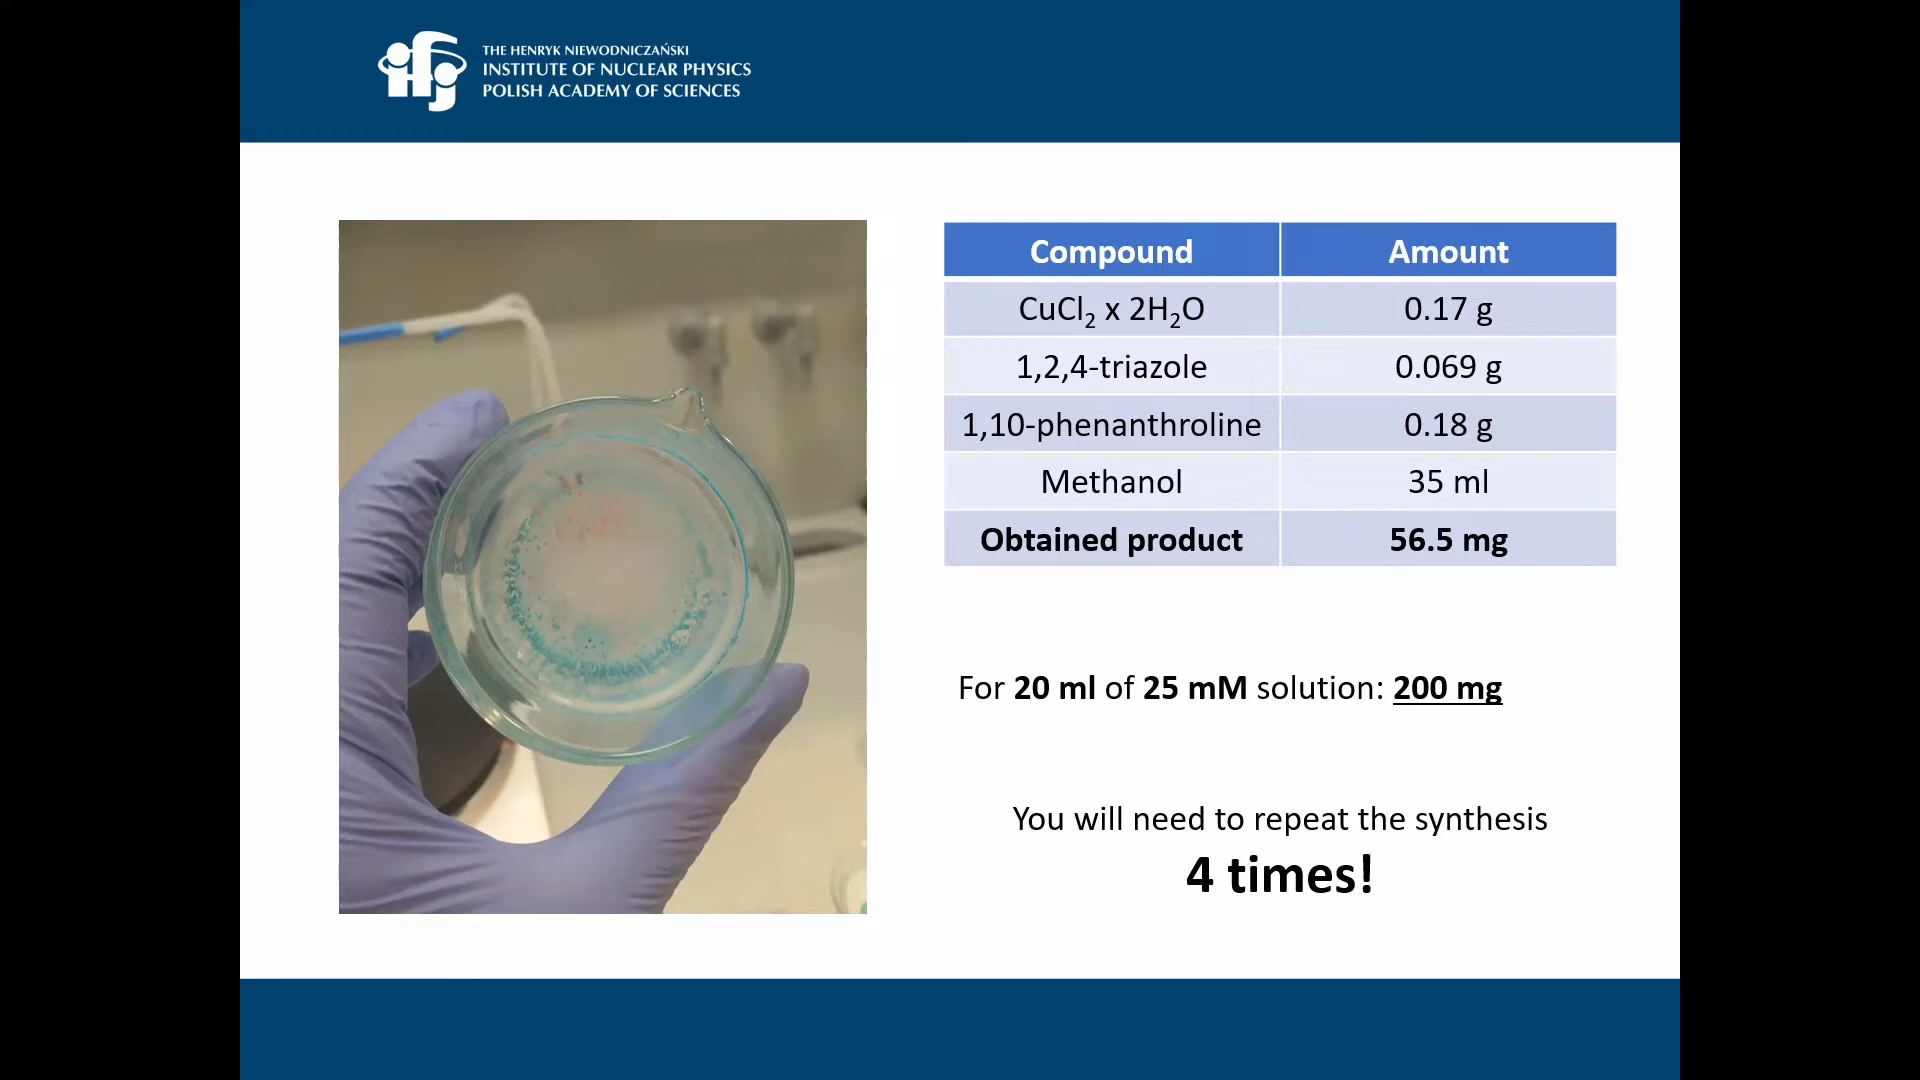 THE HENRYK NIEWODNICZAŃSKI
INSTITUTE OF NUCLEAR PHYSICS
POLISH ACADEMY OF SCIENCES
Compound Amount
CuCl₂ x 2H₂O 0.17 g
1,2,4-triazole 0.069 g
1,10-phenanthroline 0.18 g
Methanol 35 ml
Obtained product 56.5 mg
For 20 ml of 25 mM solution: 200 mg
You will need to repeat the synthesis
4 times!